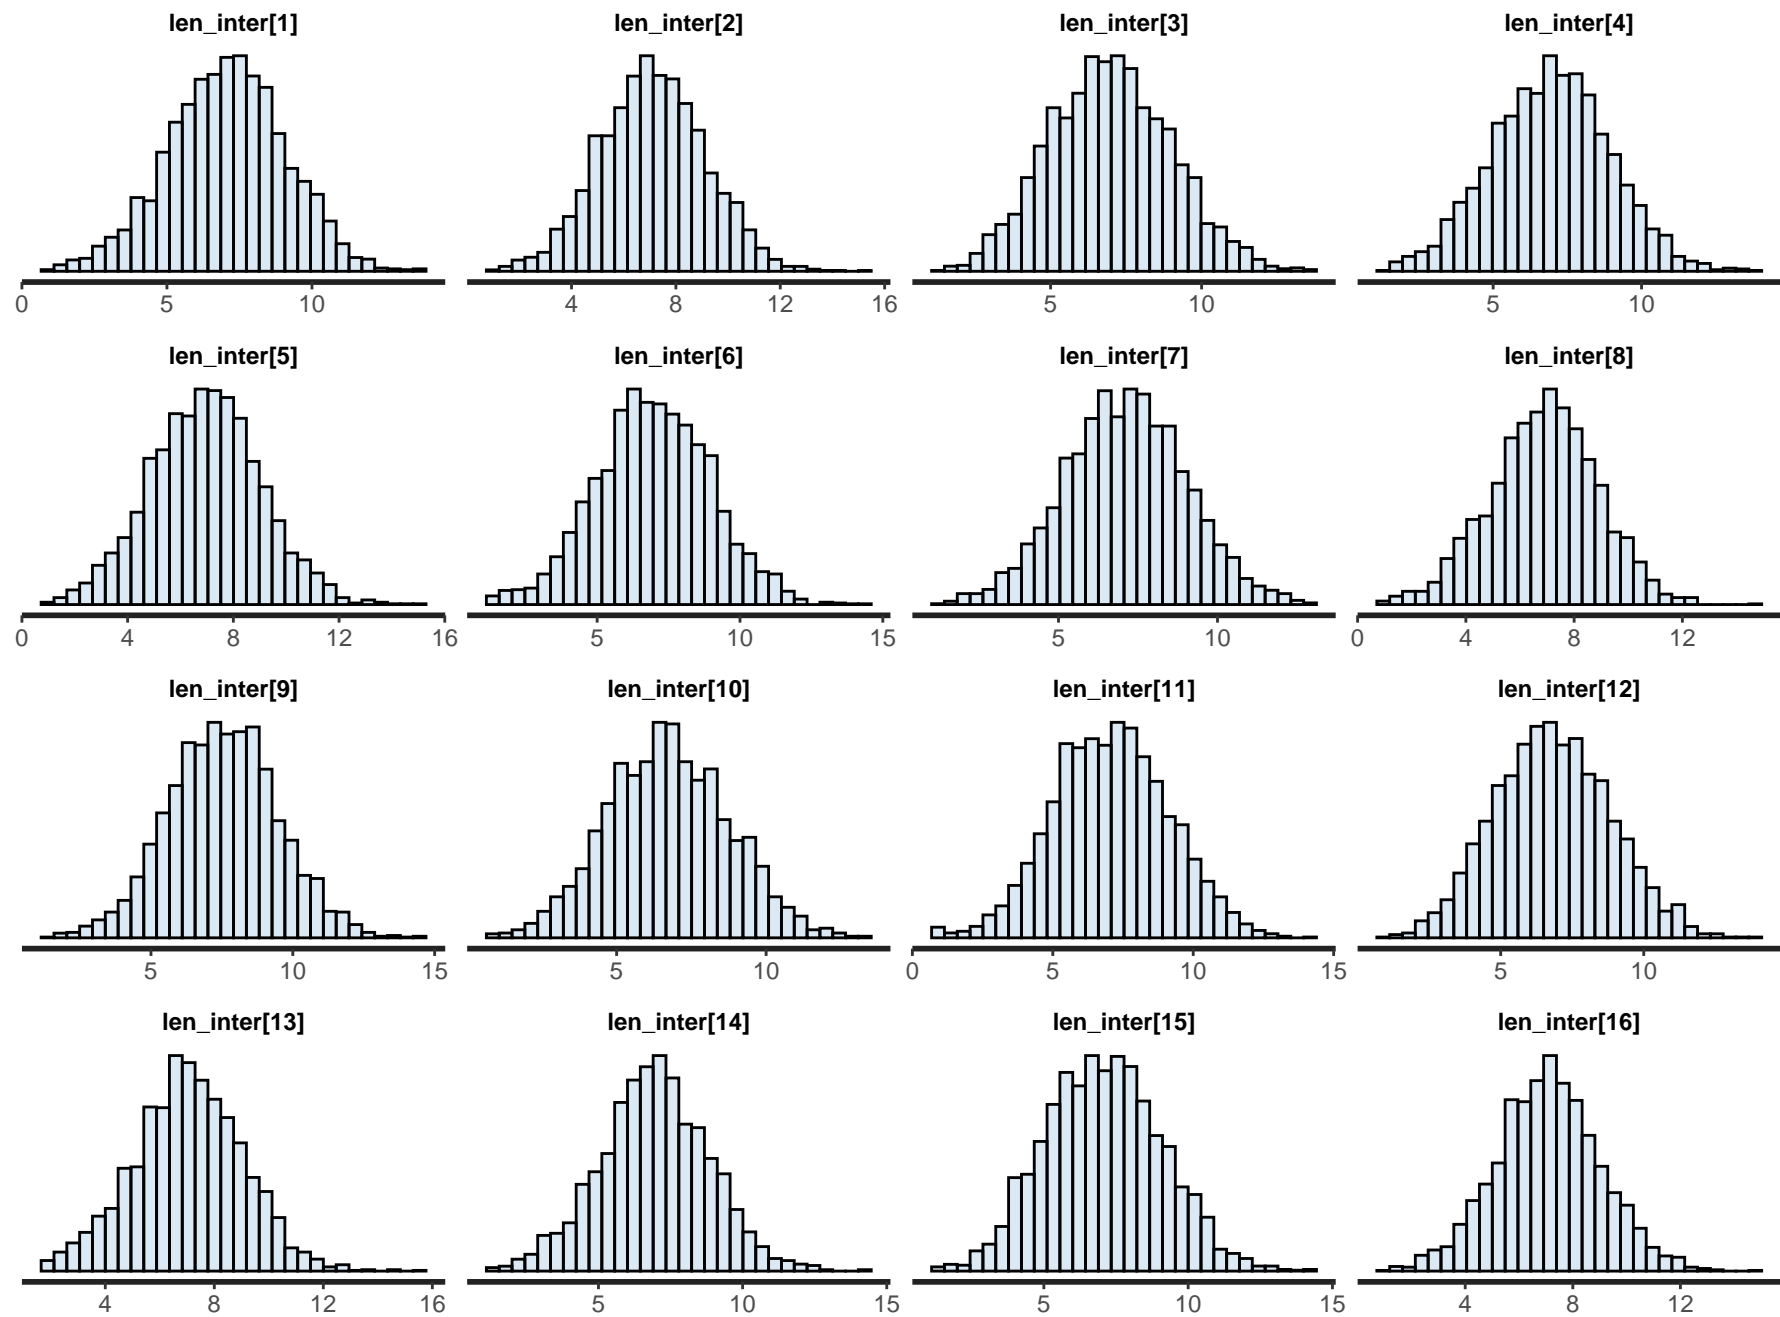 len_inter[1] len_inter[2] len_inter[3] len_inter[4]
0 5 10 4 8 12 16 5 10 5 10
len_inter[5] len_inter[6] len_inter[7] len_inter[8]
0 4 8 12 16 5 10 15 5 10 0 4 8 12
len_inter[9] len_inter[10] len_inter[11] len_inter[12]
5 10 15 5 10 0 5 10 15 5 10
len_inter[13] len_inter[14] len_inter[15] len_inter[16]
4 8 12 16 5 10 15 5 10 15 4 8 12